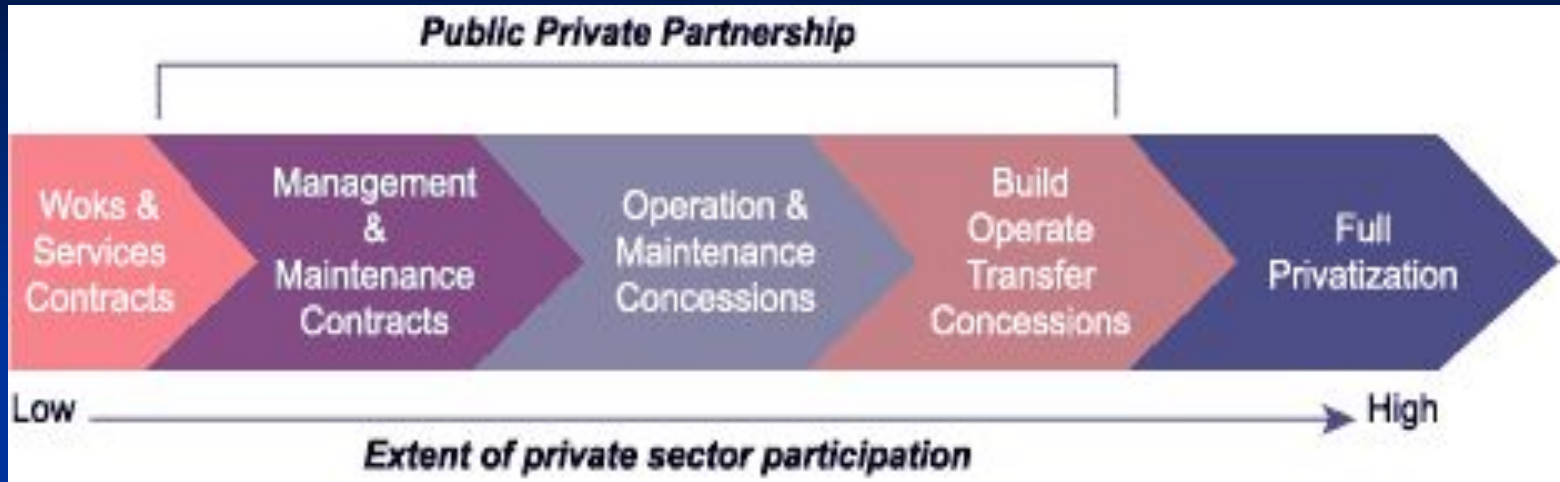 Public Private Partnership
Woks &
Services
Contracts
Management
&
Maintenance
Contracts
Operation &
Maintenance
Concessions
Build
Operate
Transfer
Concessions
Full
Privatization
Low
High
Extent of private sector participation